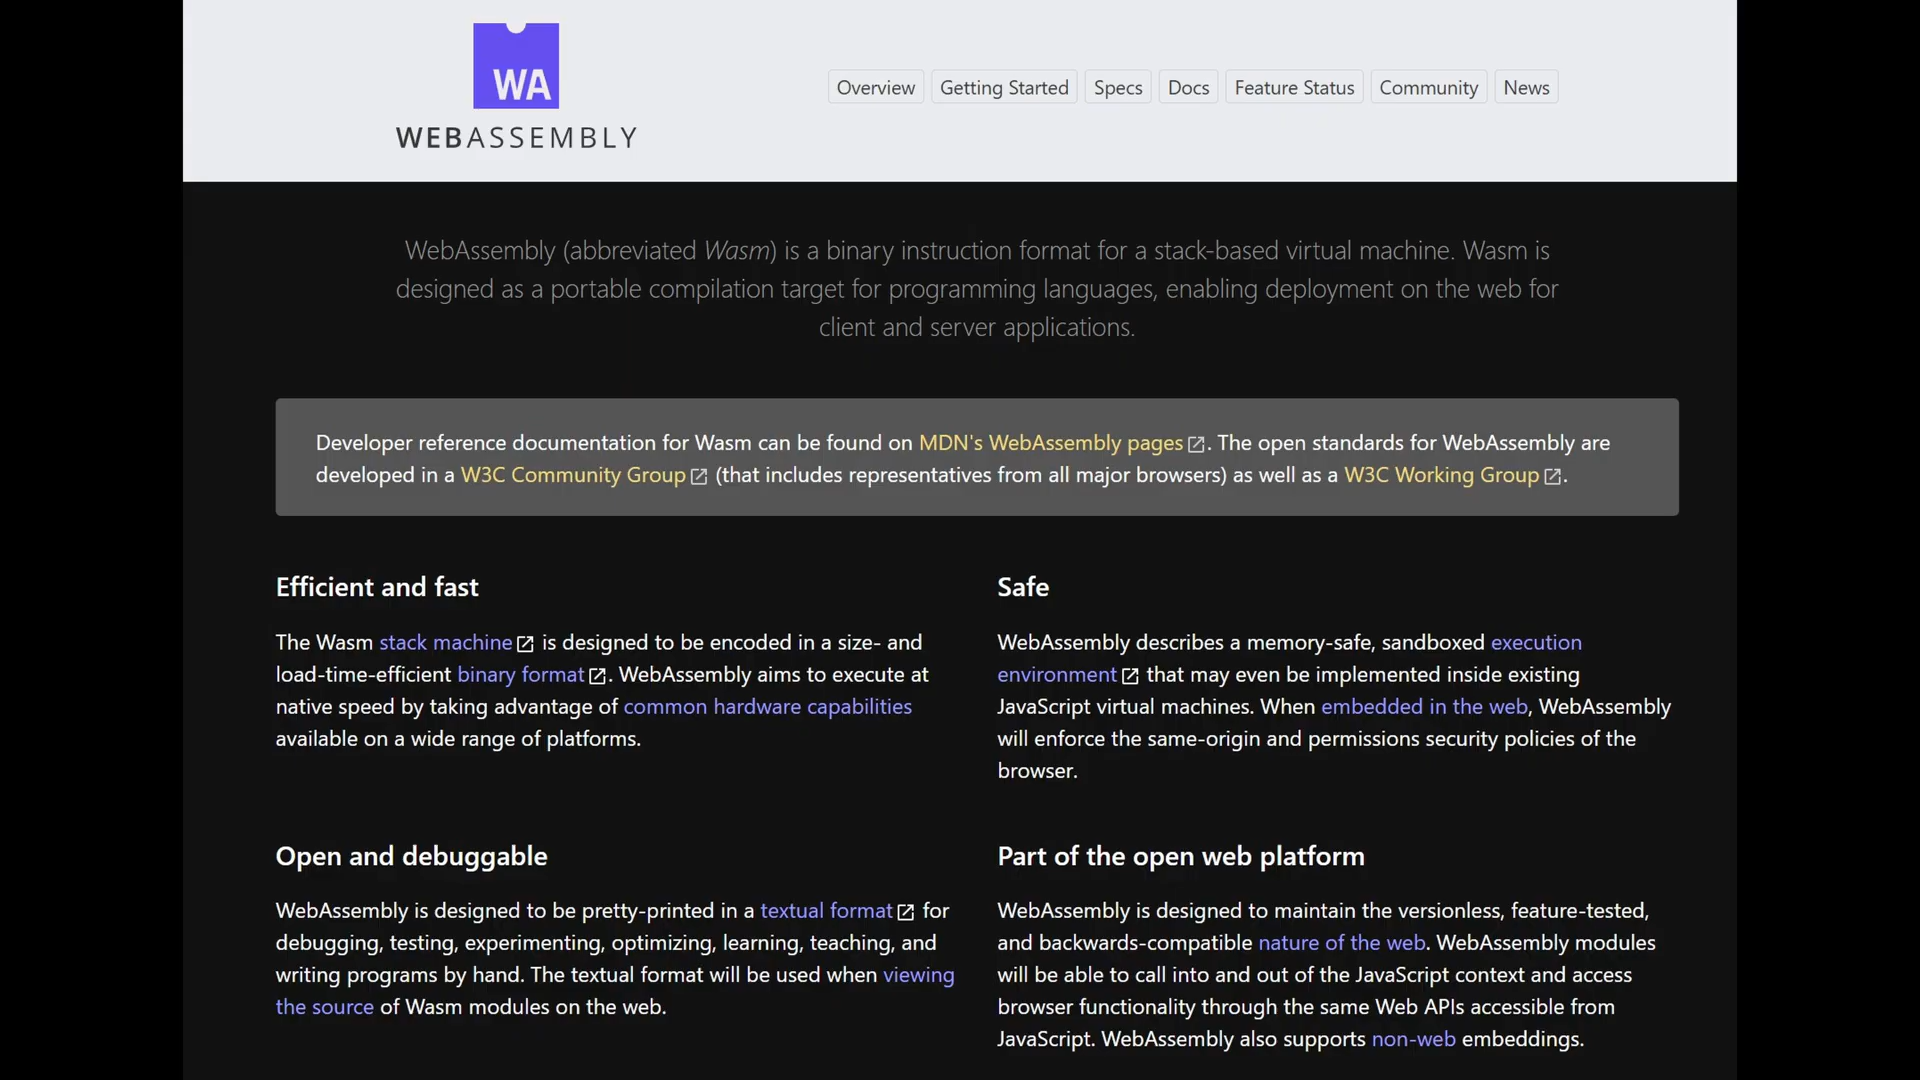 WA
WEBASSEMBLY
Overview
Getting Started
Specs
Docs
Feature Status
Community
News
WebAssembly (abbreviated Wasm) is a binary instruction format for a stack-based virtual machine. Wasm is
designed as a portable compilation target for programming languages, enabling deployment on the web for
client and server applications.
Developer reference documentation for Wasm can be found on MDN's WebAssembly pages. The open standards for WebAssembly are
developed in a W3C Community Group (that includes representatives from all major browsers) as well as a W3C Working Group.
Efficient and fast
The Wasm stack machine is designed to be encoded in a size- and
load-time-efficient binary format. WebAssembly aims to execute at
native speed by taking advantage of common hardware capabilities
available on a wide range of platforms.
Safe
WebAssembly describes a memory-safe, sandboxed execution
environment that may even be implemented inside existing
JavaScript virtual machines. When embedded in the web, WebAssembly
will enforce the same-origin and permissions security policies of the
browser.
Open and debuggable
WebAssembly is designed to be pretty-printed in a textual format for
debugging, testing, experimenting, optimizing, learning, teaching, and
writing programs by hand. The textual format will be used when viewing
the source of Wasm modules on the web.
Part of the open web platform
WebAssembly is designed to maintain the versionless, feature-tested,
and backwards-compatible nature of the web. WebAssembly modules
will be able to call into and out of the JavaScript context and access
browser functionality through the same Web APIs accessible from
JavaScript. WebAssembly also supports non-web embeddings.